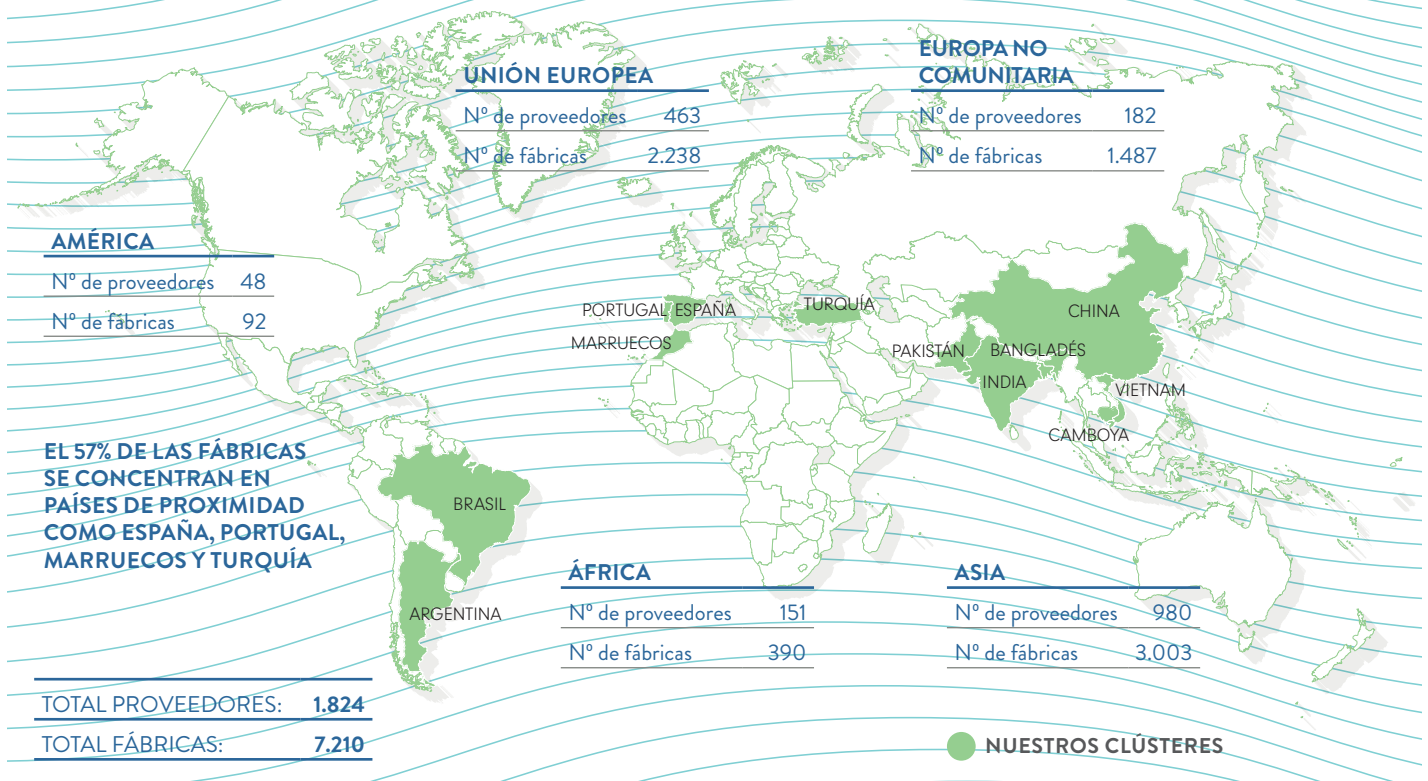 UNIÓN EUROPEA
Nº de proveedores 463
Nº de fábricas 2.238
EUROPA NO
COMUNITARIA
Nº de proveedores 182
Nº de fábricas 1.487
AMÉRICA
Nº de proveedores 48
Nº de fábricas 92
PORTUGAL ESPAÑA
MARRUECOS
TURQUÍA
CHINA
PAKISTÁN
BANGLADÉS
INDIA
VIETNAM
CAMBOYA
EL 57% DE LAS FÁBRICAS
SE CONCENTRAN EN
PAÍSES DE PROXIMIDAD
COMO ESPAÑA, PORTUGAL,
MARRUECOS Y TURQUÍA
BRASIL
ARGENTINA
ÁFRICA
Nº de proveedores 151
Nº de fábricas 390
ASIA
Nº de proveedores 980
Nº de fábricas 3.003
TOTAL PROVEEDORES: 1.824
TOTAL FÁBRICAS: 7.210
NUESTROS CLÚSTERES